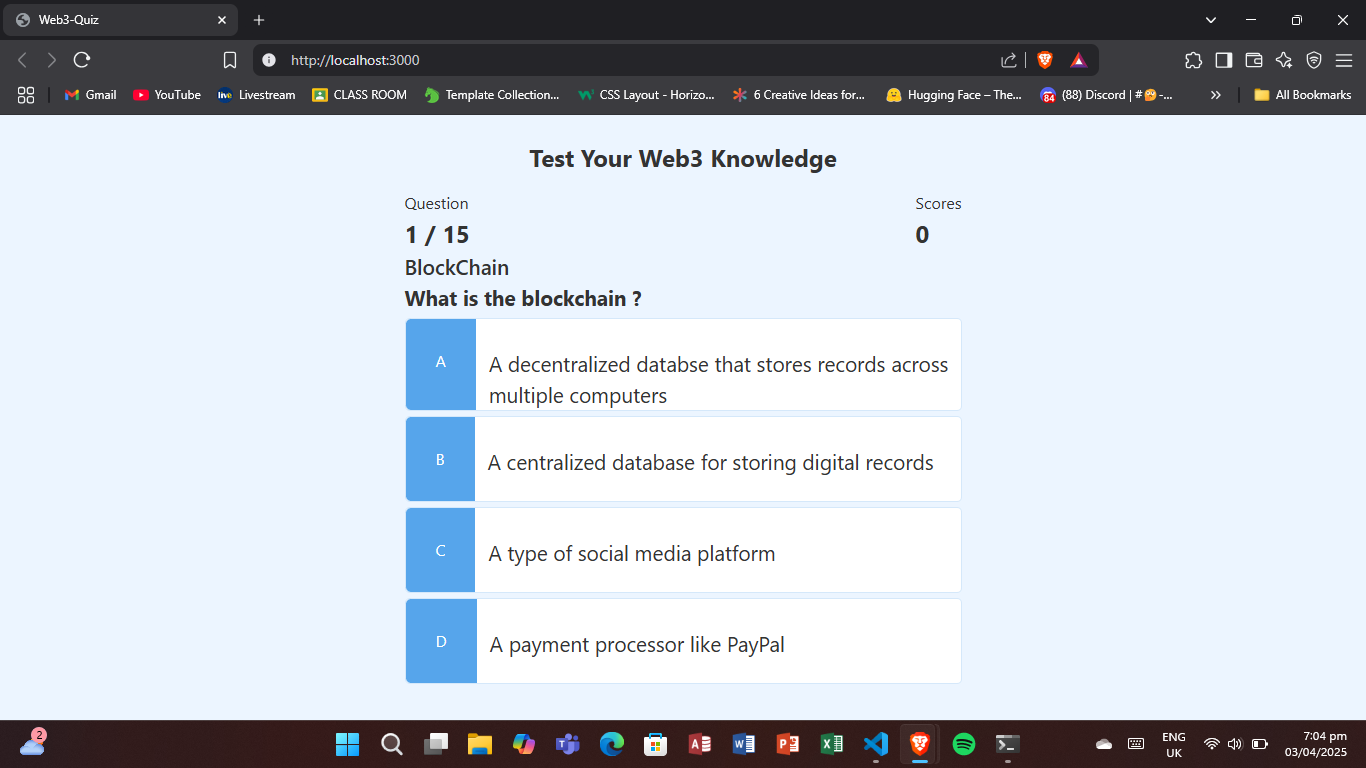 Web3-Quiz
http://localhost:3000
Gmail
YouTube
live
Livestream
CLASS ROOM
Template Collection...
CSS Layout - Horizo...
6 Creative Ideas for...
Hugging Face – The...
84
(88) Discord | #🤔-...
All Bookmarks
Test Your Web3 Knowledge
Question
Scores
1 / 15
0
BlockChain
What is the blockchain ?
A
A decentralized databse that stores records across
multiple computers
B
A centralized database for storing digital records
C
A type of social media platform
D
A payment processor like PayPal
2
ENG
UK
7:04 pm
03/04/2025